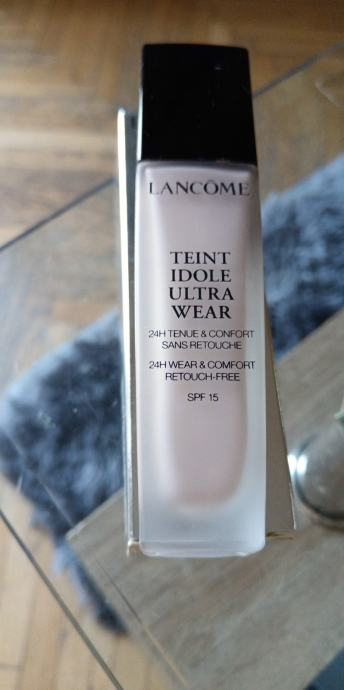 LANCÔME
TEINT
IDOLE
ULTRA
WEAR
24H TENUE & CONFORT
SANS RETOUCHE
24H WEAR & COMFORT
RETOUCH-FREE
SPF 15